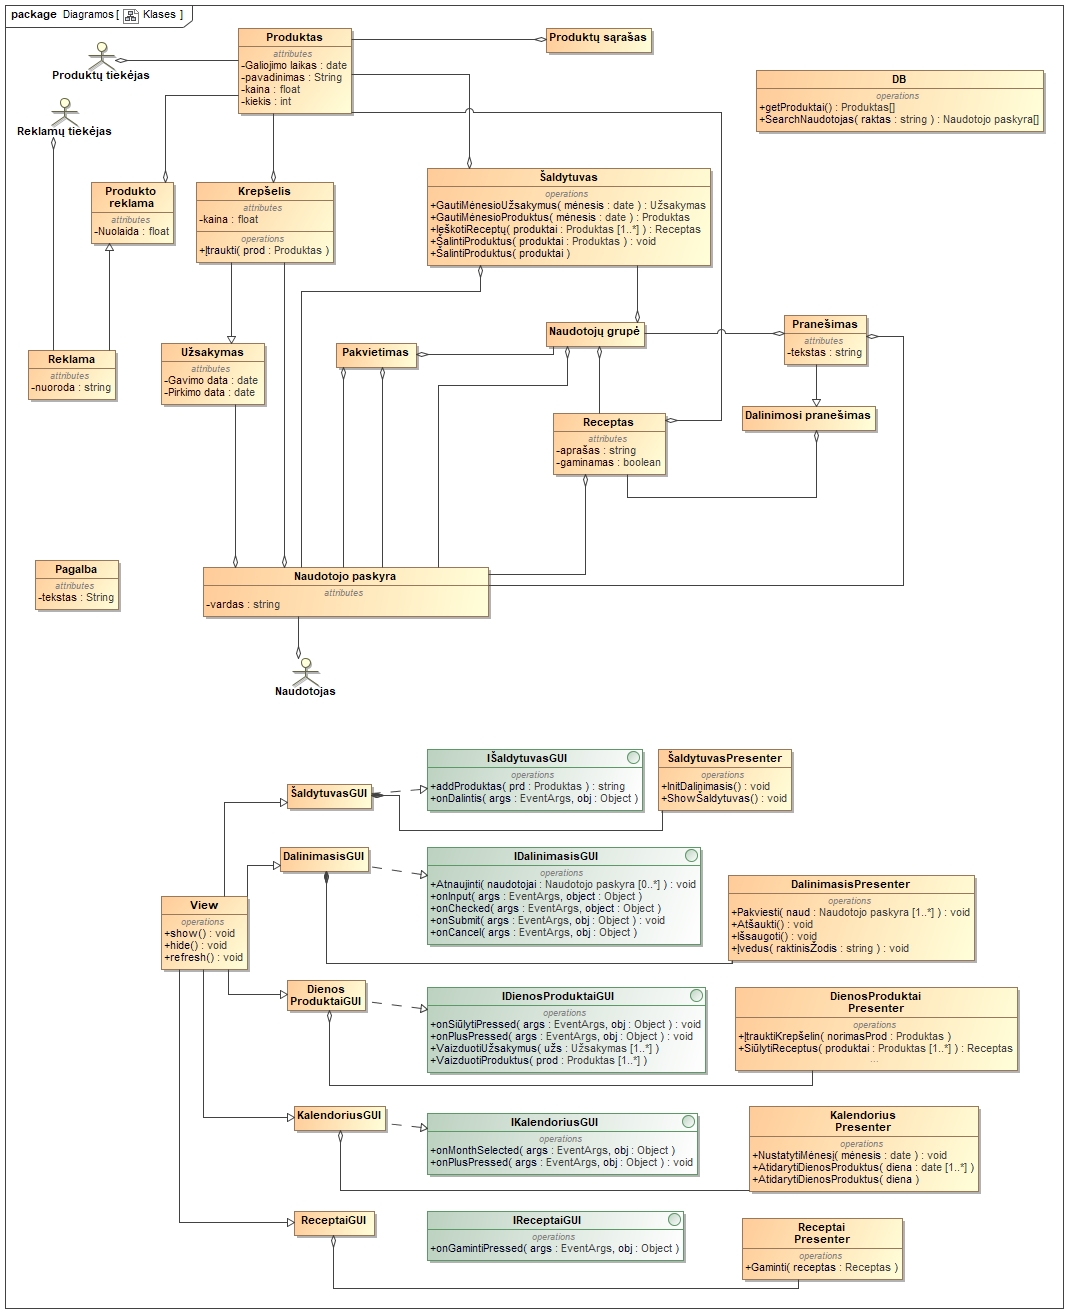 package Diagramos [ Klases ]
Produktas
attributes
-Galiojimo laikas : date
-pavadinimas : String
-kaina : float
-kiekis : int
Produktų sąrašas
Produktų tiekėjas
Reklamų tiekėjas
DB
operations
+getProduktai() : Produktas[]
+SearchNaudotojas( raktas : string ) : Naudotojo paskyra[]
Produkto
reklama
attributes
-Nuolaida : float
Krepšelis
attributes
-kaina : float
operations
+Įtraukti( prod : Produktas )
Šaldytuvas
operations
+GautiMėnesioUžsakymus( mėnesis : date ) : Užsakymas
+GautiMėnesioProduktus( mėnesis : date ) : Produktas
+IeškotiReceptų( produktai : Produktas [1..*] ) : Receptas
+ŠalintiProduktus( produktai : Produktas ) : void
+ŠalintiProduktus( produktai )
Reklama
attributes
-nuoroda : string
Užsakymas
attributes
-Gavimo data : date
-Pirkimo data : date
Pakvietimas
Naudotojų grupė
Pranešimas
attributes
-tekstas : string
Dalinimosi pranešimas
Receptas
attributes
-aprašas : string
-gaminamas : boolean
Pagalba
attributes
-tekstas : String
Naudotojo paskyra
attributes
-vardas : string
Naudotojas
ŠaldytuvasGUI
IŠaldytuvasGUI
operations
+addProduktas( prd : Produktas ) : string
+onDalintis( args : EventArgs, obj : Object )
ŠaldytuvasPresenter
operations
+InitDalinimasis() : void
+ShowŠaldytuvas() : void
DalinimasisGUI
IDalinimasisGUI
operations
+Atnaujinti( naudotojai : Naudotojo paskyra [0..*] ) : void
+onInput( args : EventArgs, object : Object )
+onChecked( args : EventArgs, object : Object )
+onSubmit( args : EventArgs, obj : Object ) : void
+onCancel( args : EventArgs, obj : Object )
DalinimasisPresenter
operations
+Pakviesti( naud : Naudotojo paskyra [1..*] ) : void
+Atšaukti() : void
+Išsaugoti() : void
+Įvedus( raktinisŽodis : string ) : void
View
operations
+show() : void
+hide() : void
+refresh() : void
Dienos
ProduktaiGUI
IDienosProduktaiGUI
operations
+onSiūlytiPressed( args : EventArgs, obj : Object ) : void
+onPlusPressed( args : EventArgs, obj : Object ) : void
+VaizduotiUžsakymus( užs : Užsakymas [1..*] )
+VaizduotiProduktus( prod : Produktas [1..*] )
DienosProduktai
Presenter
operations
+ĮtrauktiKrepšelin( norimasProd : Produktas )
+SiūlytiReceptus( produktai : Produktas [1..*] ) : Receptas
...
KalendoriusGUI
IKalendoriusGUI
operations
+onMonthSelected( args : EventArgs, obj : Object )
+onPlusPressed( args : EventArgs, obj : Object ) : void
Kalendorius
Presenter
operations
+NustatytiMėnesį( mėnesis : date ) : void
+AtidarytiDienosProduktus( diena : date [1..*] )
+AtidarytiDienosProduktus( diena )
ReceptaiGUI
IReceptaiGUI
operations
+onGamintiPressed( args : EventArgs, obj : Object )
Receptai
Presenter
operations
+Gaminti( receptas : Receptas )